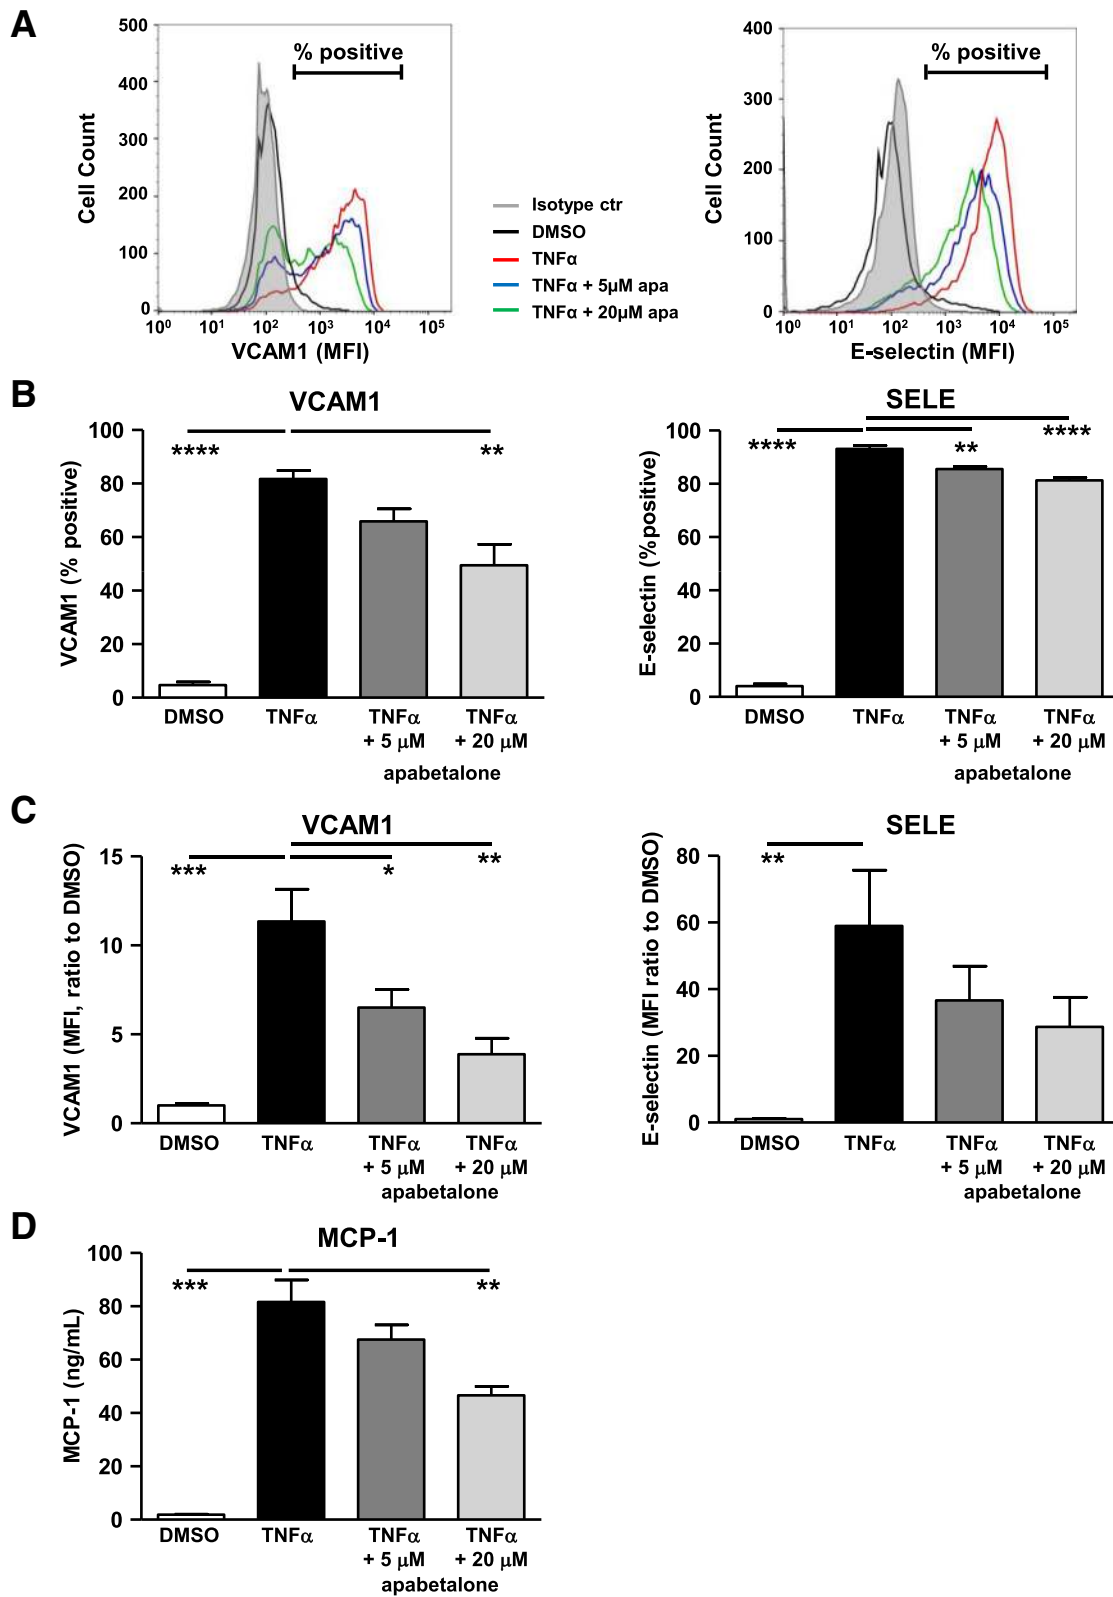 A
500
400
300
200
100
0
Cell Count
% positive
10⁰ 10¹ 10² 10³ 10⁴ 10⁵
VCAM1 (MFI)
Isotype ctr
DMSO
TNFα
TNFα + 5μM apa
TNFα + 20μM apa
400
300
200
100
0
Cell Count
% positive
10⁰ 10¹ 10² 10³ 10⁴ 10⁵
E-selectin (MFI)
B
VCAM1
100
80
60
40
20
0
VCAM1 (% positive)
**** **
DMSO TNFα TNFα TNFα
+ 5 μM + 20 μM
apabetalone
SELE
100
80
60
40
20
0
E-selectin (%positive)
**** ** ****
DMSO TNFα TNFα TNFα
+ 5 μM + 20 μM
apabetalone
C
VCAM1
15
10
5
0
VCAM1 (MFI, ratio to DMSO)
*** * **
DMSO TNFα TNFα TNFα
+ 5 μM + 20 μM
apabetalone
SELE
80
60
40
20
0
E-selectin (MFI ratio to DMSO)
**
DMSO TNFα TNFα TNFα
+ 5 μM + 20 μM
apabetalone
D
MCP-1
100
80
60
40
20
0
MCP-1 (ng/mL)
*** **
DMSO TNFα TNFα TNFα
+ 5 μM + 20 μM
apabetalone